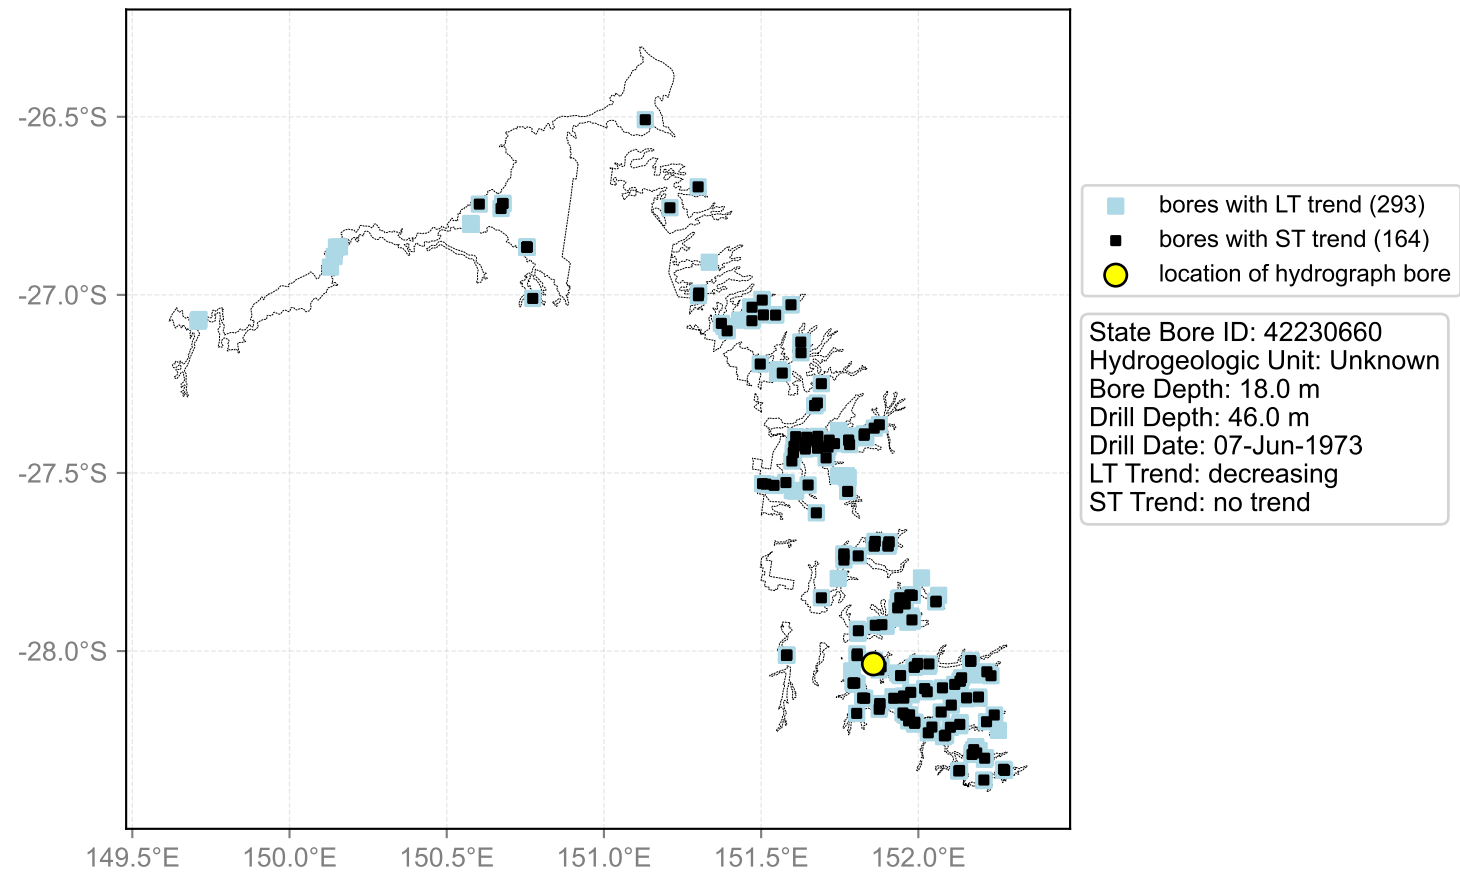 -26.5°S
-27.0°S
-27.5°S
-28.0°S
149.5°E 150.0°E 150.5°E 151.0°E 151.5°E 152.0°E
bores with LT trend (293)
bores with ST trend (164)
location of hydrograph bore
State Bore ID: 42230660
Hydrogeologic Unit: Unknown
Bore Depth: 18.0 m
Drill Depth: 46.0 m
Drill Date: 07-Jun-1973
LT Trend: decreasing
ST Trend: no trend